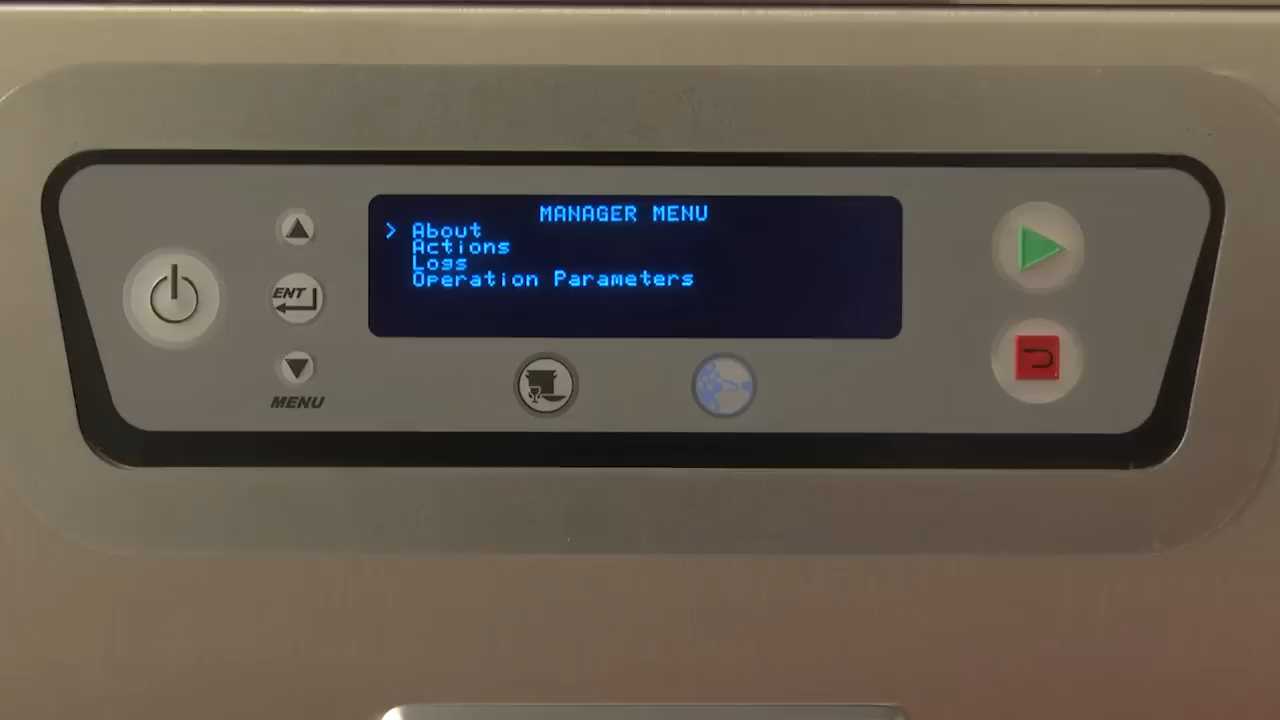 MANAGER MENU
> About
Actions
Logs
Operation Parameters
ENT
MENU